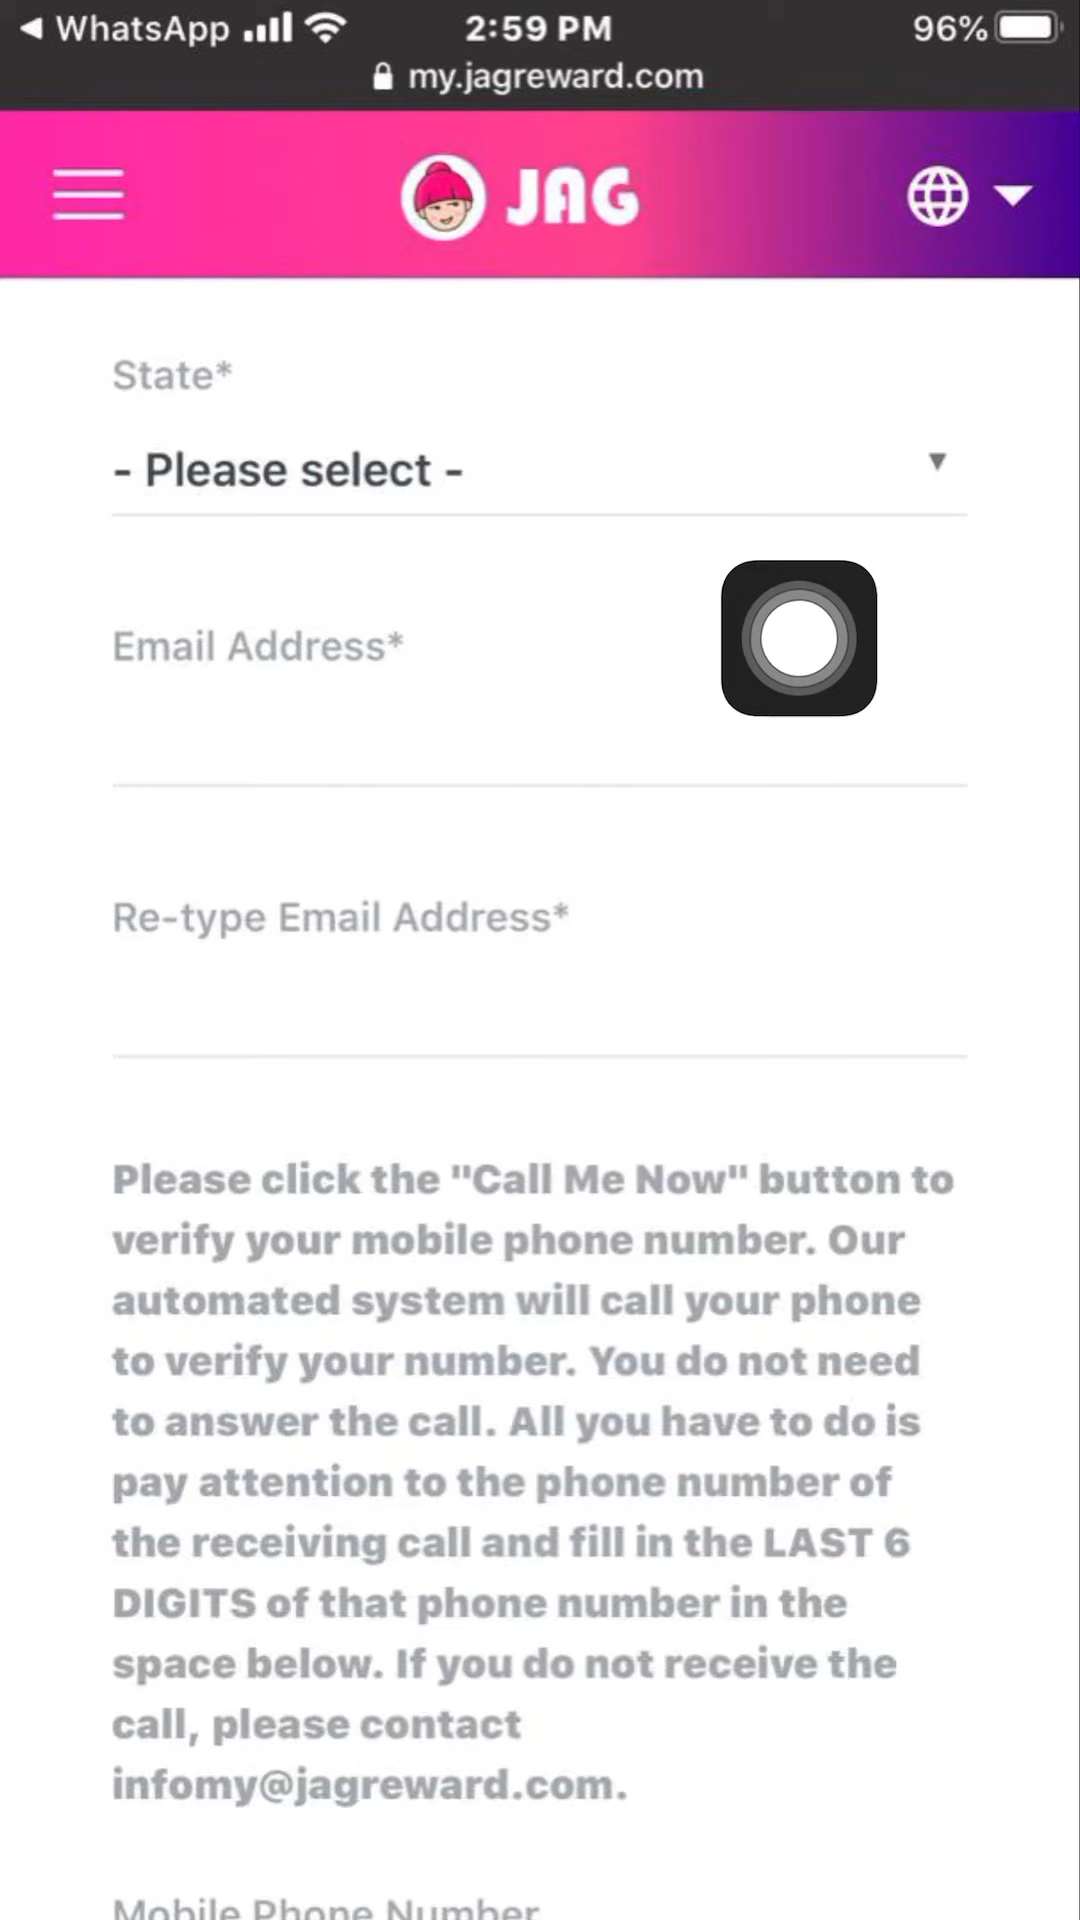 WhatsApp
2:59 PM
96%
my.jagreward.com
JAG
State*
- Please select -
Email Address*
Re-type Email Address*
Please click the "Call Me Now" button to
verify your mobile phone number. Our
automated system will call your phone
to verify your number. You do not need
to answer the call. All you have to do is
pay attention to the phone number of
the receiving call and fill in the LAST 6
DIGITS of that phone number in the
space below. If you do not receive the
call, please contact
infomy@jagreward.com.
Mobile Phone Number